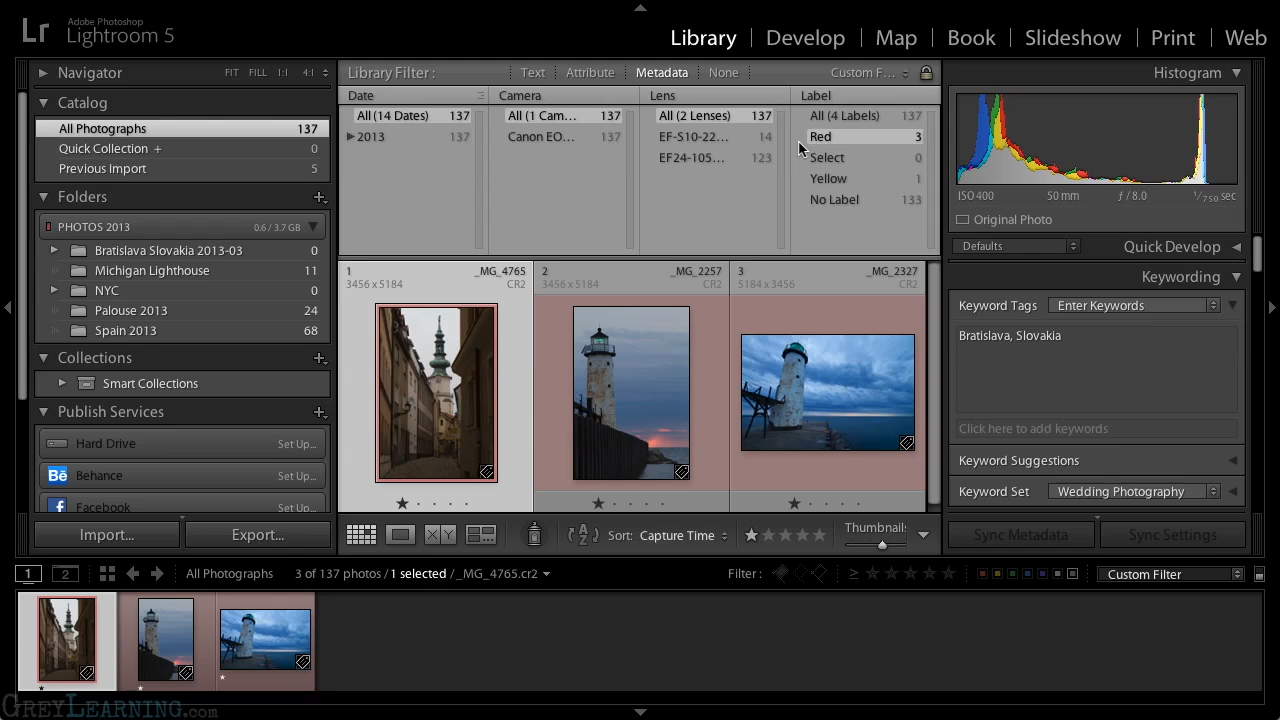 Lr Adobe Photoshop Lightroom 5
Library | Develop | Map | Book | Slideshow | Print | Web
Navigator FIT FILL 1:1 4:1
Catalog
All Photographs 137
Quick Collection + 0
Previous Import 5
Folders
PHOTOS 2013 0.6 / 3.7 GB
Bratislava Slovakia 2013-03 0
Michigan Lighthouse 11
NYC 0
Palouse 2013 24
Spain 2013 68
Collections
Smart Collections
Publish Services
Hard Drive Set Up...
Bē Behance Set Up...
f Facebook Set Up...
Import... Export...
Library Filter : Text Attribute Metadata None Custom F...
Date Camera Lens Label
All (14 Dates) 137 All (1 Cam... 137 All (2 Lenses) 137 All (4 Labels) 137
2013 137 Canon EO... 137 EF-S10-22... 14 Red 3
EF24-105... 123 Select 0
Yellow 1
No Label 133
1 _MG_4765 2 _MG_2257 3 _MG_2327
3456 x 5184 CR2 3456 x 5184 CR2 5184 x 3456 CR2
XY Sort: Capture Time Thumbnails
Histogram
ISO 400 50 mm ƒ / 8.0 1/750 sec
Original Photo
Defaults Quick Develop
Keywording
Keyword Tags Enter Keywords
Bratislava, Slovakia
Click here to add keywords
Keyword Suggestions
Keyword Set Wedding Photography
Sync Metadata Sync Settings
1 2 All Photographs 3 of 137 photos / 1 selected / _MG_4765.cr2 Filter : ≥ Custom Filter
GreyLearning.com